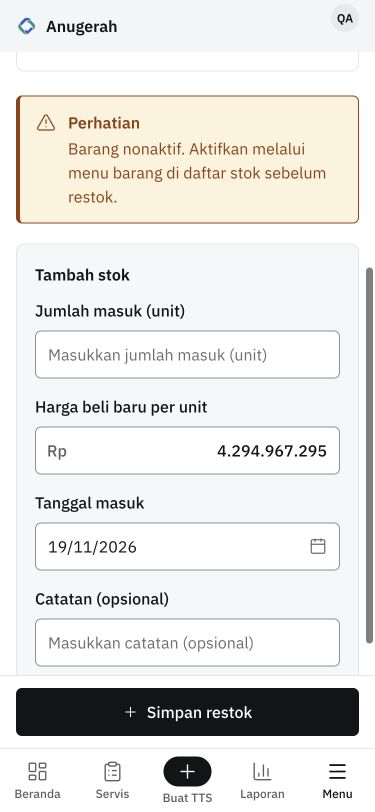 Anugerah
QA
Perhatian
Barang nonaktif. Aktifkan melalui
menu barang di daftar stok sebelum
restok.
Tambah stok
Jumlah masuk (unit)
Masukkan jumlah masuk (unit)
Harga beli baru per unit
Rp 4.294.967.295
Tanggal masuk
19/11/2026
Catatan (opsional)
Masukkan catatan (opsional)
+ Simpan restok
Beranda Servis Buat TTS Laporan Menu